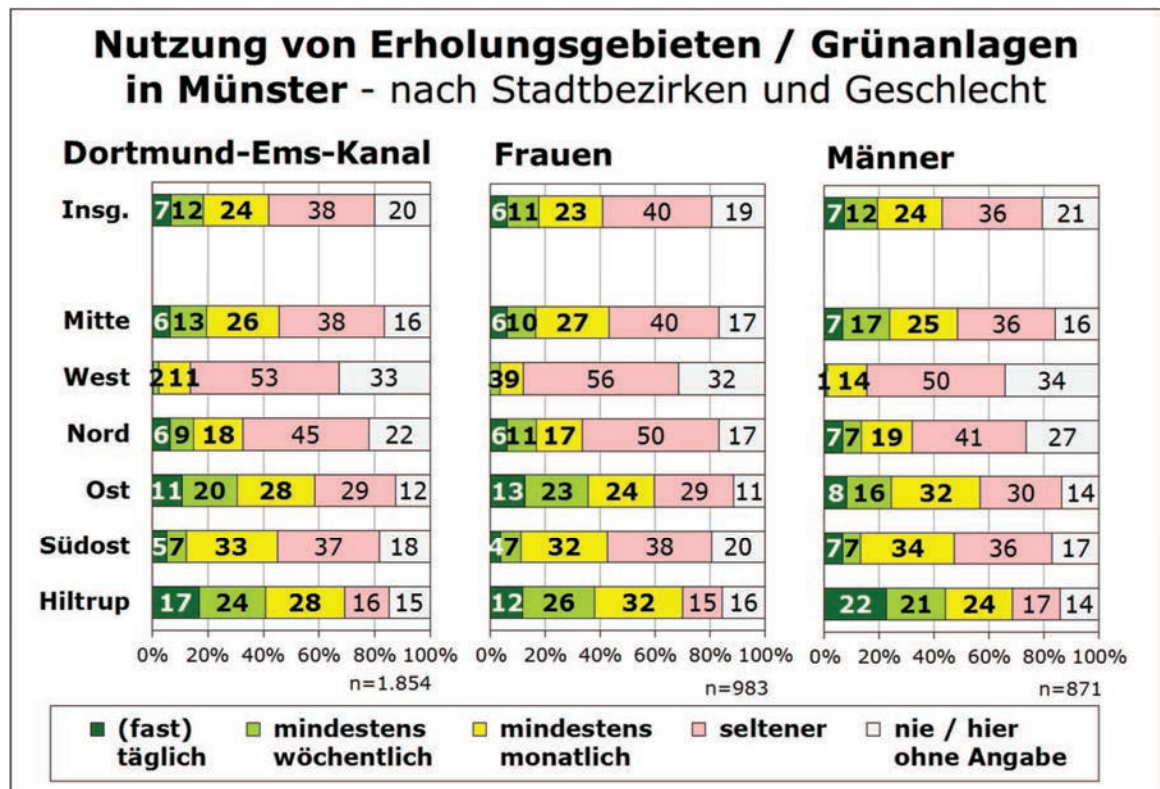 Nutzung von Erholungsgebieten / Grünanlagen
in Münster - nach Stadtbezirken und Geschlecht
Dortmund-Ems-Kanal Frauen Männer
Insg. 7 12 24 38 20 6 11 23 40 19 7 12 24 36 21
Mitte 6 13 26 38 16 6 10 27 40 17 7 17 25 36 16
West 2 11 53 33 3 9 56 32 1 14 50 34
Nord 6 9 18 45 22 6 11 17 50 17 7 7 19 41 27
Ost 11 20 28 29 12 13 23 24 29 11 8 16 32 30 14
Südost 5 7 33 37 18 4 7 32 38 20 7 7 34 36 17
Hiltrup 17 24 28 16 15 12 26 32 15 16 22 21 24 17 14
0% 20% 40% 60% 80% 100% 0% 20% 40% 60% 80% 100% 0% 20% 40% 60% 80% 100%
n=1.854 n=983 n=871
(fast) mindestens mindestens seltener nie / hier
täglich wöchentlich monatlich ohne Angabe